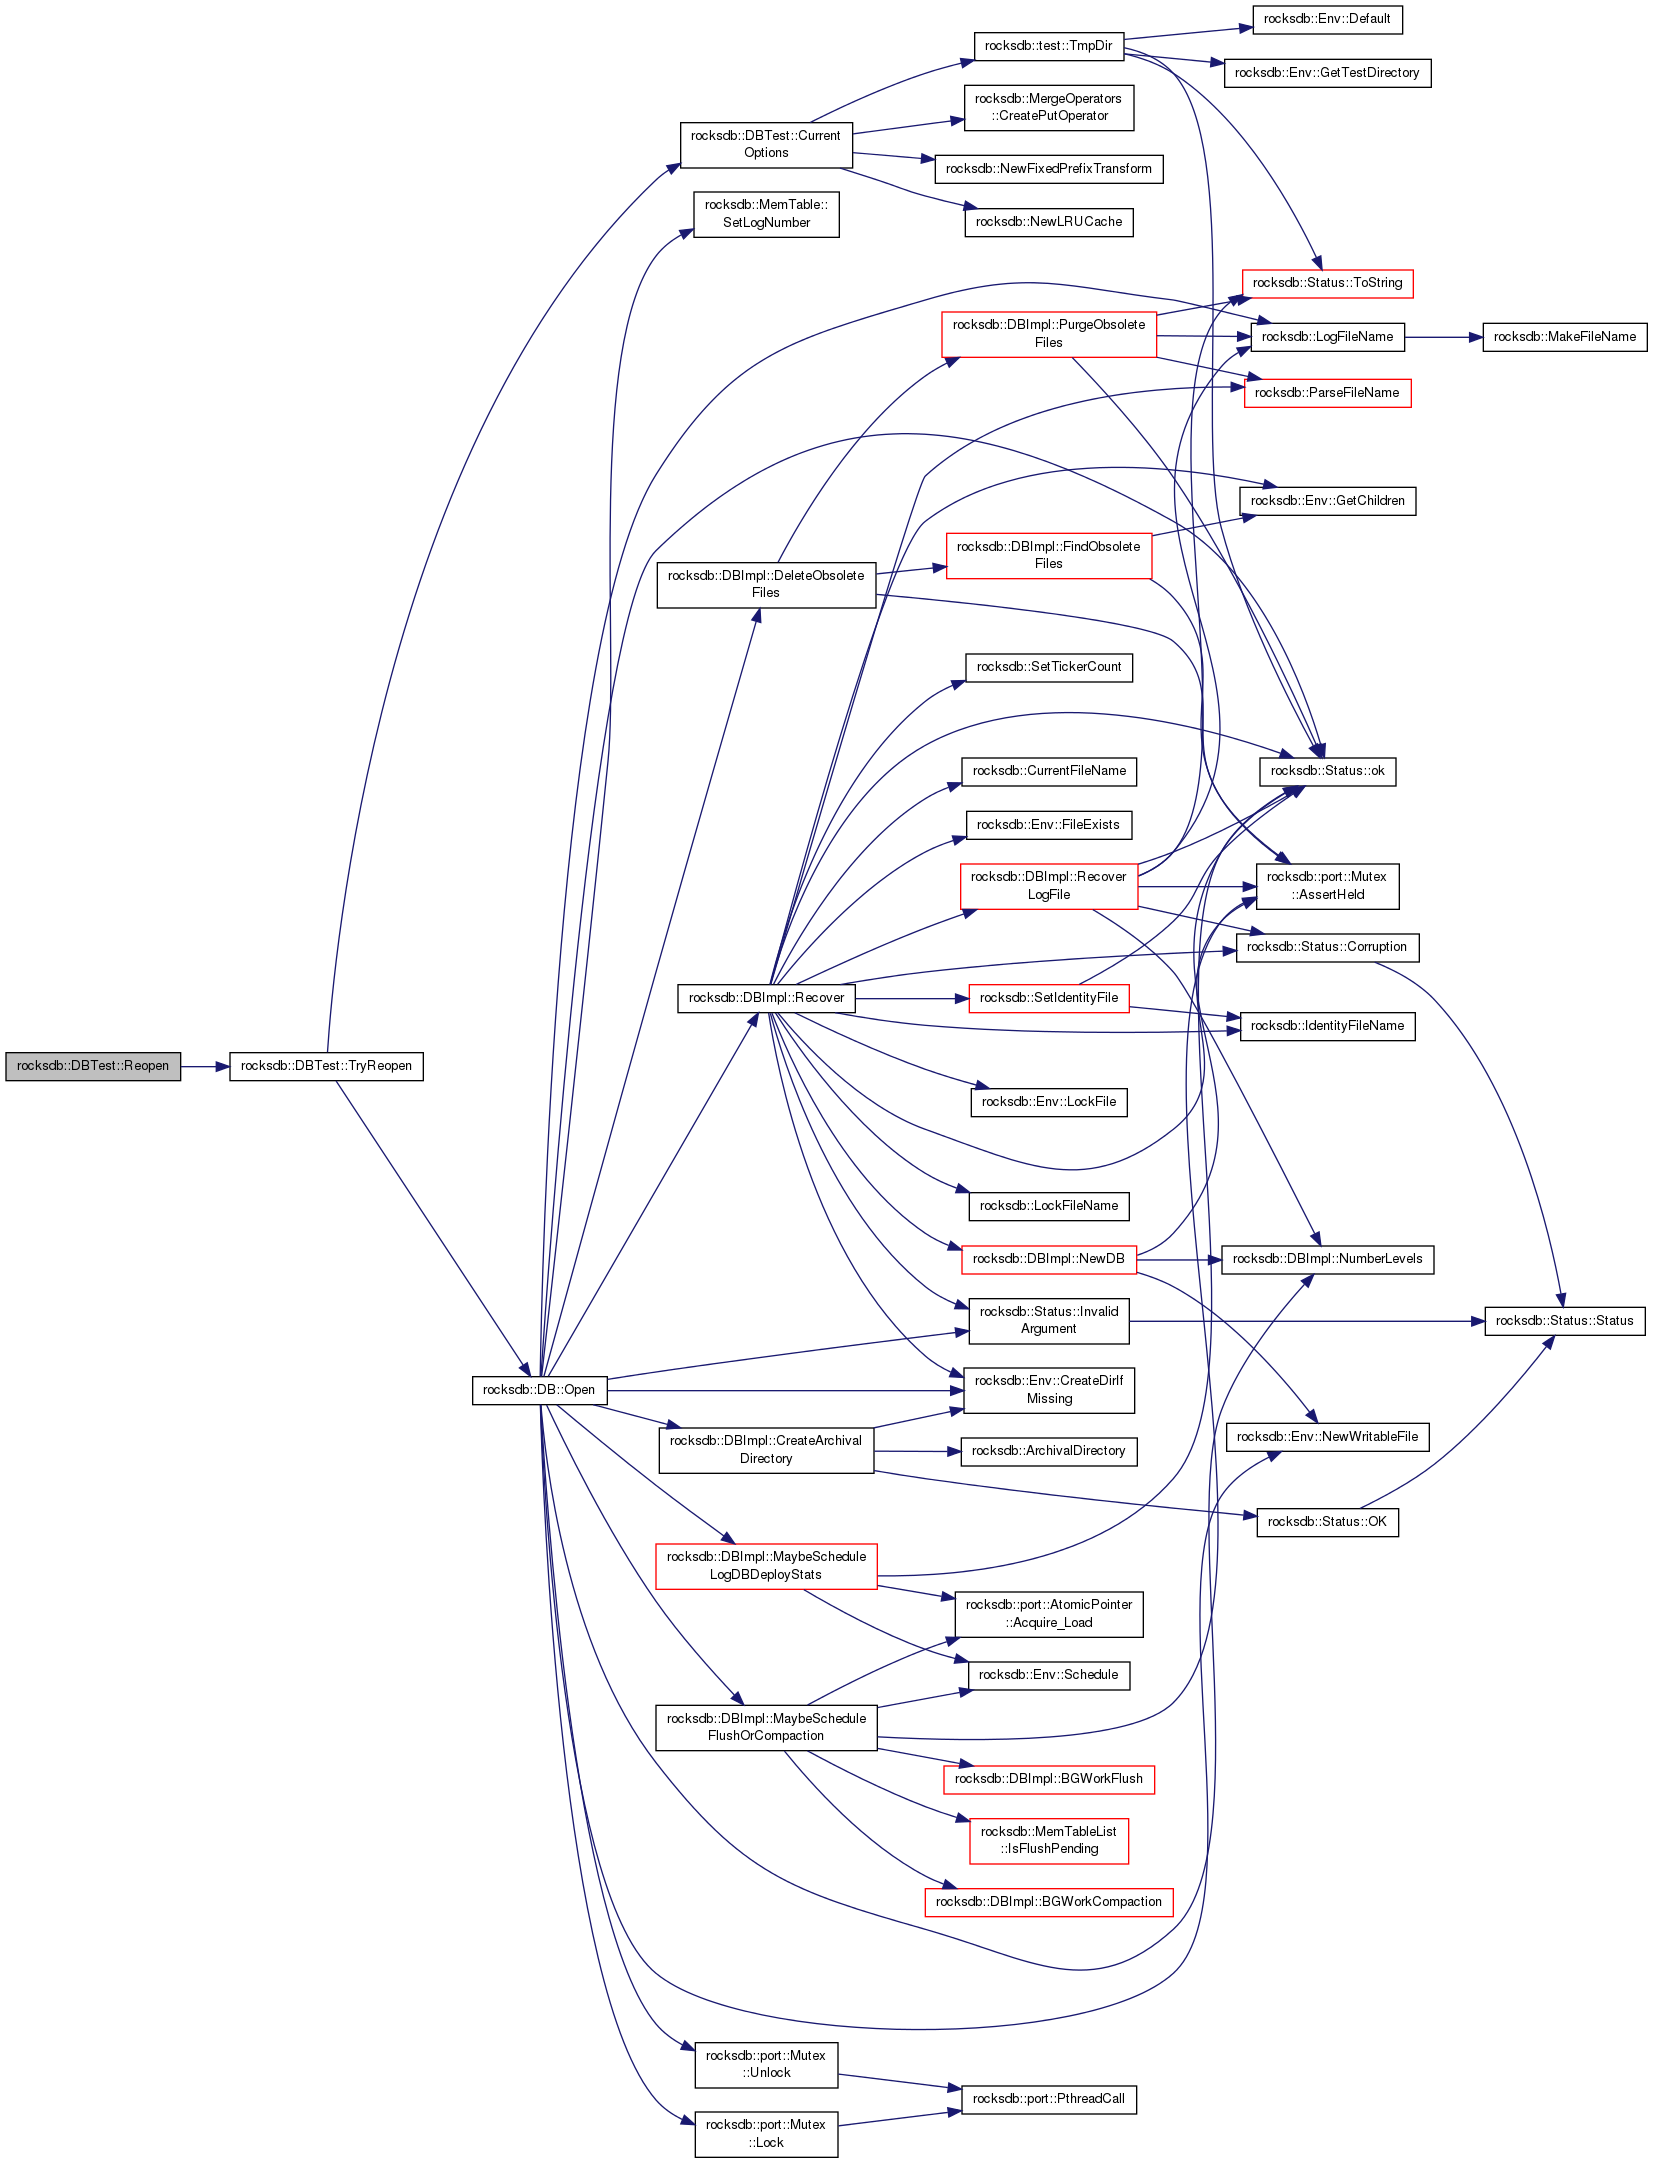 rocksdb::Env::Default
rocksdb::test::TmpDir
rocksdb::Env::GetTestDirectory
rocksdb::MergeOperators
::CreatePutOperator
rocksdb::DBTest::Current
Options
rocksdb::NewFixedPrefixTransform
rocksdb::MemTable::
SetLogNumber
rocksdb::NewLRUCache
rocksdb::Status::ToString
rocksdb::DBImpl::PurgeObsolete
Files
rocksdb::LogFileName
rocksdb::MakeFileName
rocksdb::ParseFileName
rocksdb::Env::GetChildren
rocksdb::DBImpl::FindObsolete
Files
rocksdb::DBImpl::DeleteObsolete
Files
rocksdb::SetTickerCount
rocksdb::CurrentFileName
rocksdb::Status::ok
rocksdb::Env::FileExists
rocksdb::DBImpl::Recover
LogFile
rocksdb::port::Mutex
::AssertHeld
rocksdb::Status::Corruption
rocksdb::DBImpl::Recover
rocksdb::SetIdentityFile
rocksdb::IdentityFileName
rocksdb::DBTest::Reopen
rocksdb::DBTest::TryReopen
rocksdb::Env::LockFile
rocksdb::LockFileName
rocksdb::DBImpl::NewDB
rocksdb::DBImpl::NumberLevels
rocksdb::Status::Invalid
Argument
rocksdb::Status::Status
rocksdb::DB::Open
rocksdb::Env::CreateDirIf
Missing
rocksdb::DBImpl::CreateArchival
Directory
rocksdb::ArchivalDirectory
rocksdb::Env::NewWritableFile
rocksdb::Status::OK
rocksdb::DBImpl::MaybeSchedule
LogDBDeployStats
rocksdb::port::AtomicPointer
::Acquire_Load
rocksdb::Env::Schedule
rocksdb::DBImpl::MaybeSchedule
FlushOrCompaction
rocksdb::DBImpl::BGWorkFlush
rocksdb::MemTableList
::IsFlushPending
rocksdb::DBImpl::BGWorkCompaction
rocksdb::port::Mutex
::Unlock
rocksdb::port::PthreadCall
rocksdb::port::Mutex
::Lock